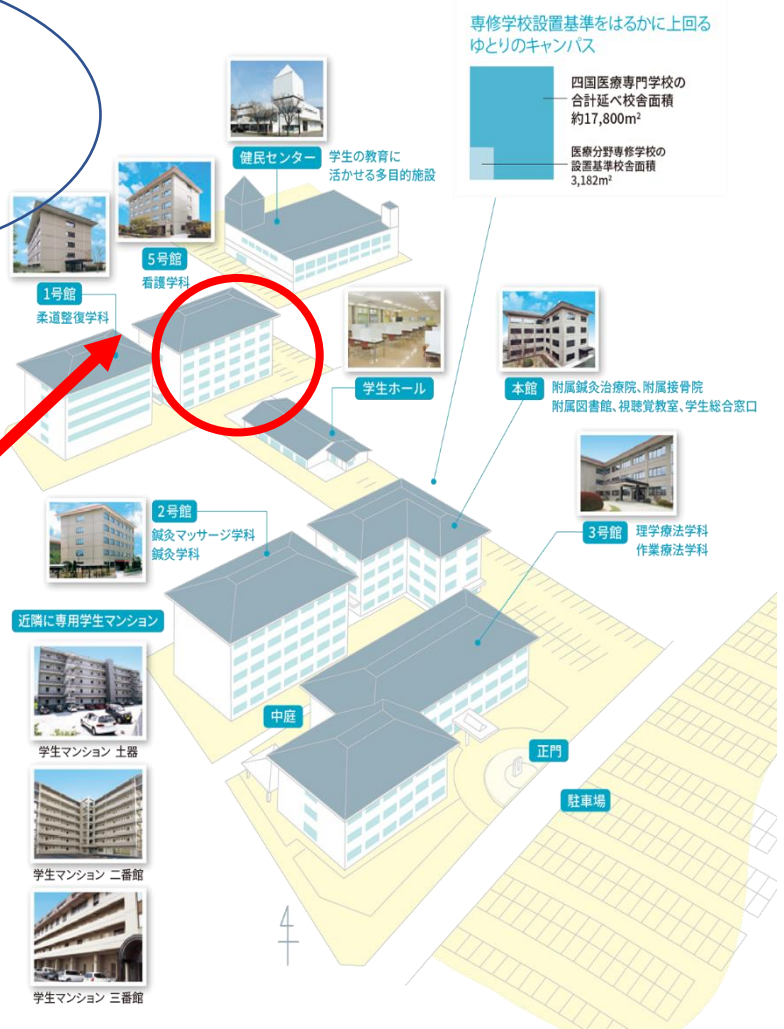 専修学校設置基準をはるかに上回る
ゆとりのキャンパス
四国医療専門学校の
合計延べ校舎面積
約17,800m²
医療分野専修学校の
設置基準校舎面積
3,182m²
健民センター
学生の教育に
活かせる多目的施設
5号館
看護学科
1号館
柔道整復学科
学生ホール
本館
附属鍼灸治療院、附属接骨院
附属図書館、視聴覚教室、学生総合窓口
2号館
鍼灸マッサージ学科
鍼灸学科
3号館
理学療法学科
作業療法学科
近隣に専用学生マンション
学生マンション 土器
学生マンション 二番館
学生マンション 三番館
中庭
正門
駐車場
4